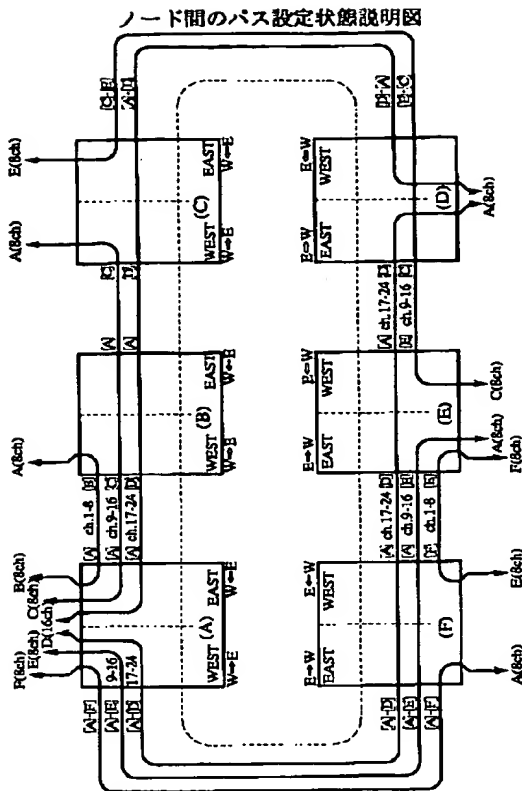 ノード間のパス設定状態説明図
[C]-[E]
[A]-[D]
[D]-[A]
[E]-[C]
E(8ch)
A(8ch)
[C]
[D]
WEST
(C)
EAST
W→E
W↔E
E↔W
E⇔W
EAST
WEST
(D)
A(8ch)
[A] ch.17-24 [D]
[E] ch.9-16 [C]
A(8ch)
[A]
[A]
WEST
(B)
EAST
W↔E
W↔E
E→W
E⇔W
EAST
WEST
(E)
C(8ch)
A(8ch)
F(8ch)
[A] ch.1-8 [B]
[A] ch.9-16 [C]
[A] ch.17-24 [D]
[A] ch.17-24 [D]
[A] ch.9-16 [E]
[F] ch.1-8 [E]
B(8ch)
C(8ch)
D(16ch)
E(8ch)
F(8ch)
WEST
(A)
EAST
W↔E
W↔E
E↔W
E↔W
EAST
WEST
(F)
E(8ch)
A(8ch)
[A]-[F]
[A]-[E] 9-16
[A]-[D] 17-24
[A]-[D]
[A]-[E]
[A]-[F]